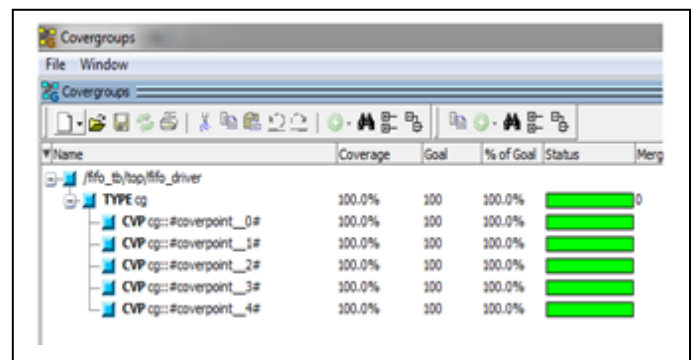 Covergroups
File Window
Covergroups
Name Coverage Goal % of Goal Status Merg
/fifo_tb/top/fifo_driver
TYPE cg 100.0% 100 100.0% 0
CVP cg::#coverpoint__0# 100.0% 100 100.0%
CVP cg::#coverpoint__1# 100.0% 100 100.0%
CVP cg::#coverpoint__2# 100.0% 100 100.0%
CVP cg::#coverpoint__3# 100.0% 100 100.0%
CVP cg::#coverpoint__4# 100.0% 100 100.0%